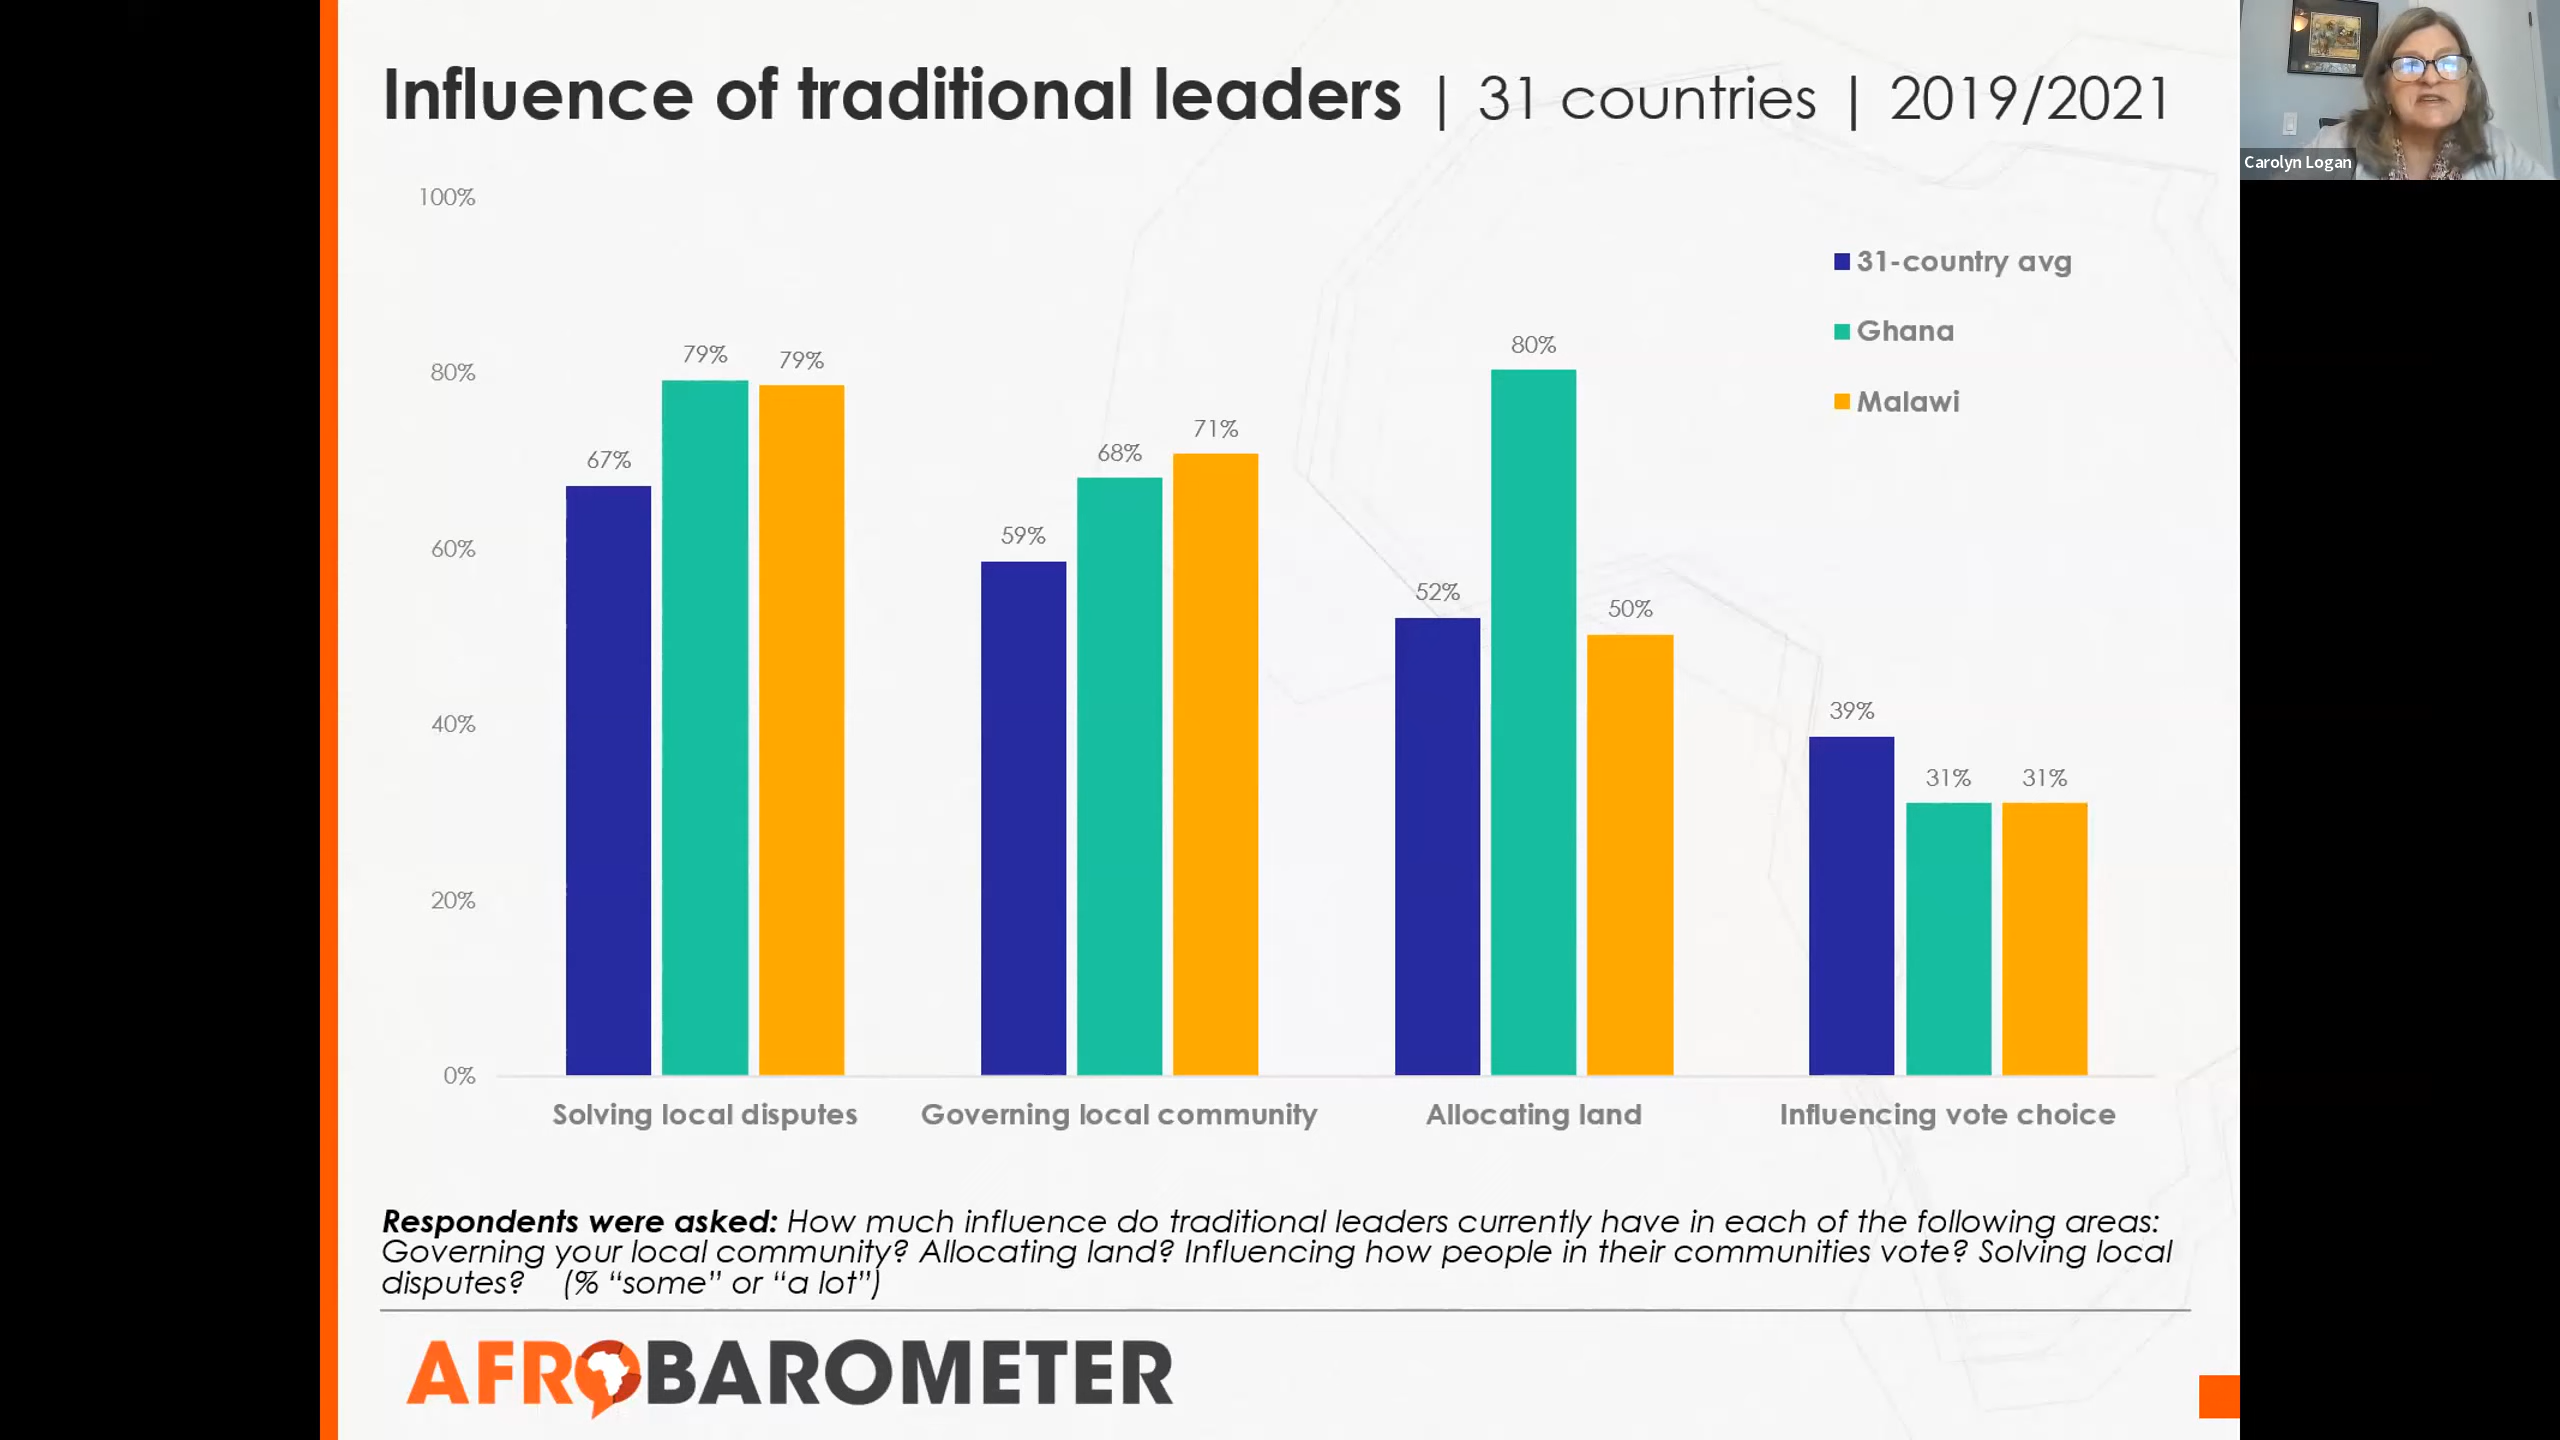 Influence of traditional leaders | 31 countries | 2019/2021
Carolyn Logan
100%
80%
60%
40%
20%
0%
31-country avg
Ghana
Malawi
67%
79%
79%
59%
68%
71%
52%
80%
50%
39%
31%
31%
Solving local disputes
Governing local community
Allocating land
Influencing vote choice
Respondents were asked: How much influence do traditional leaders currently have in each of the following areas:
Governing your local community? Allocating land? Influencing how people in their communities vote? Solving local
disputes? (% “some” or “a lot”)
AFROBAROMETER